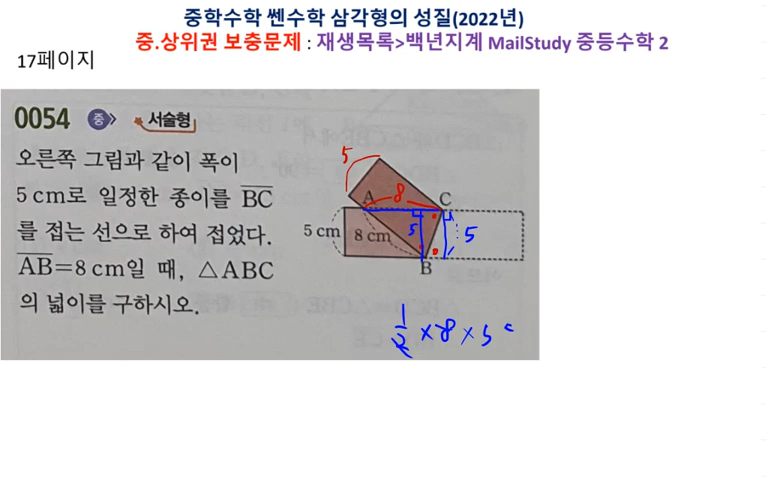 중학수학 쎈수학 삼각형의 성질(2022년)
중.상위권 보충문제 : 재생목록>백년지계 MailStudy 중등수학 2
17페이지
0054 중 서술형
오른쪽 그림과 같이 폭이
5 cm로 일정한 종이를 BC
를 접는 선으로 하여 접었다.
AB=8 cm일 때, △ABC
의 넓이를 구하시오.
5
A 8 C
5 cm 8 cm 5 5
B
1/2 × 8 × 5 =